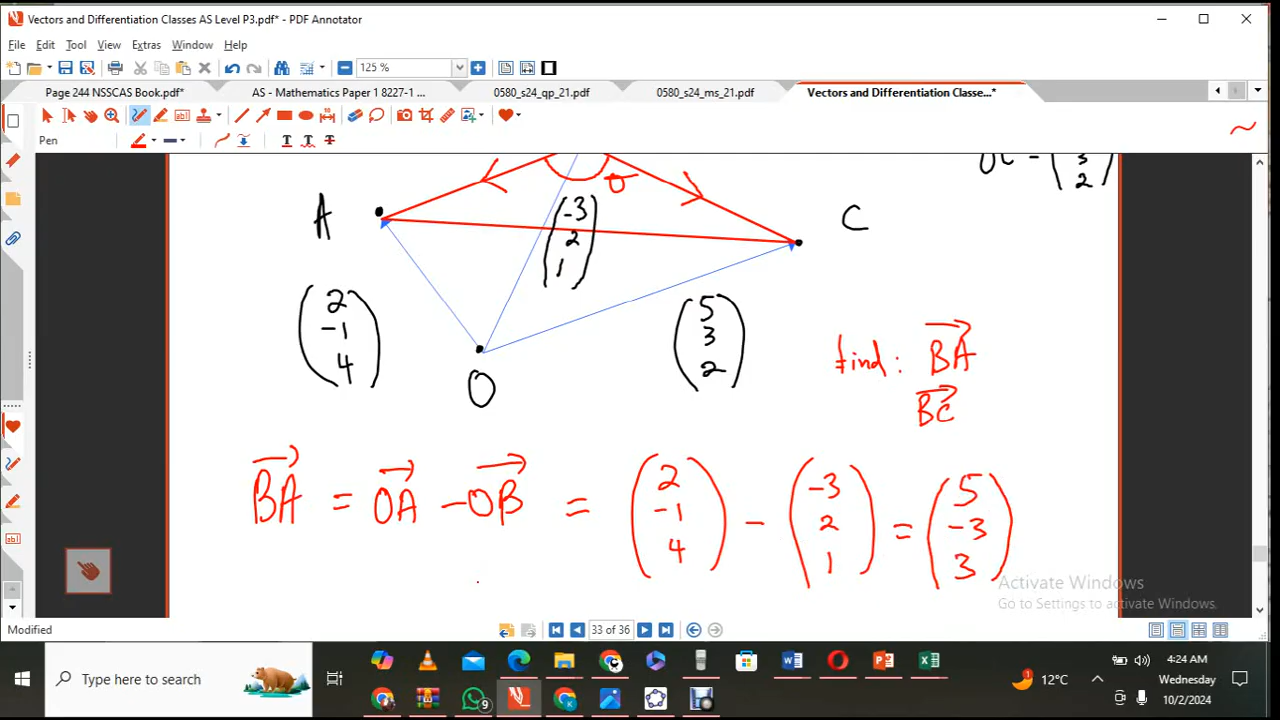 Vectors and Differentiation Classes AS Level P3.pdf* - PDF Annotator
File Edit Tool View Extras Window Help
125 %
Page 244 NSSCAS Book.pdf* AS - Mathematics Paper 1 8227-1 ... 0580_s24_qp_21.pdf 0580_s24_ms_21.pdf Vectors and Differentiation Classe...*
Pen
OC = 3
2
θ
A
C
-3
2
1
2
-1
4
5
3
2
O
find: BA
BC
BA = OA - OB = (2 -1 4) - (-3 2 1) = (5 -3 3)
Activate Windows
Go to Settings to activate Windows.
Modified
33 of 36
Type here to search
9
12°C
4:24 AM
Wednesday
10/2/2024